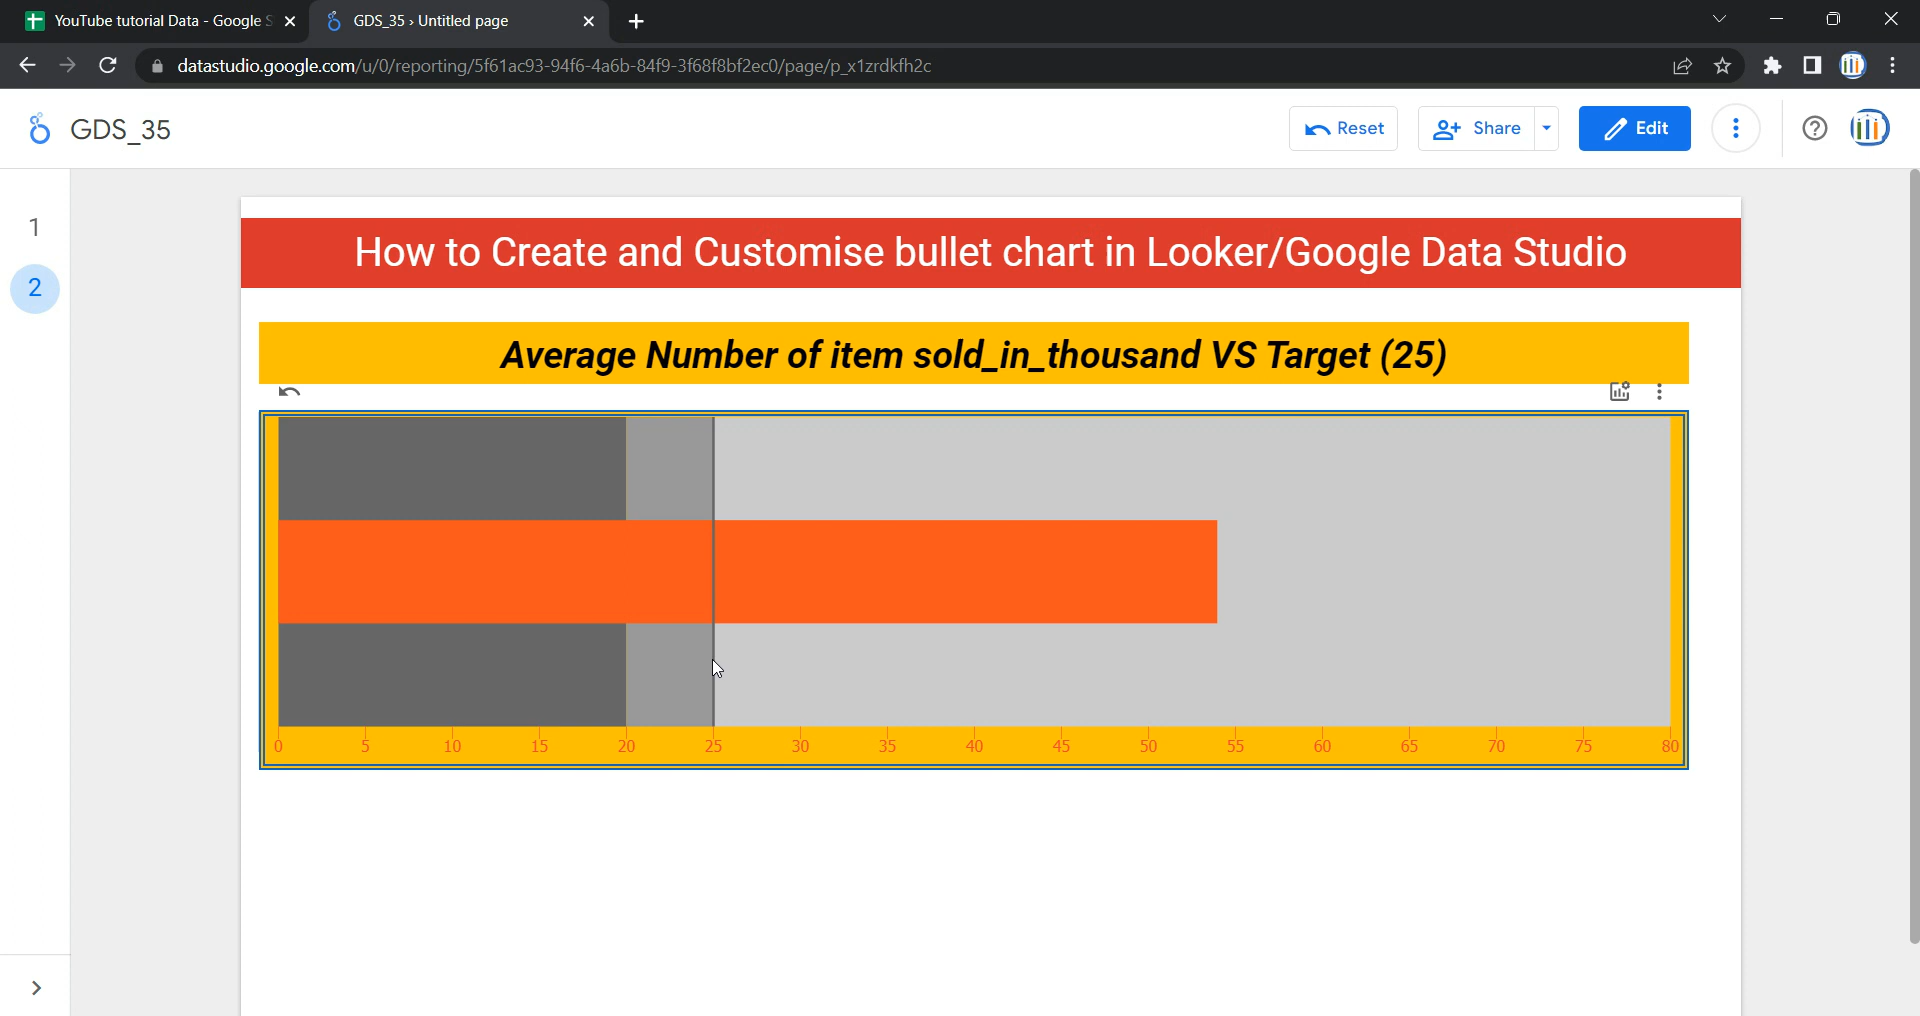 YouTube tutorial Data - Google S
GDS_35 › Untitled page
datastudio.google.com/u/0/reporting/5f61ac93-94f6-4a6b-84f9-3f68f8bf2ec0/page/p_x1zrdkfh2c
GDS_35
Reset
Share
Edit
1
2
How to Create and Customise bullet chart in Looker/Google Data Studio
Average Number of item sold_in_thousand VS Target (25)
0 5 10 15 20 25 30 35 40 45 50 55 60 65 70 75 80